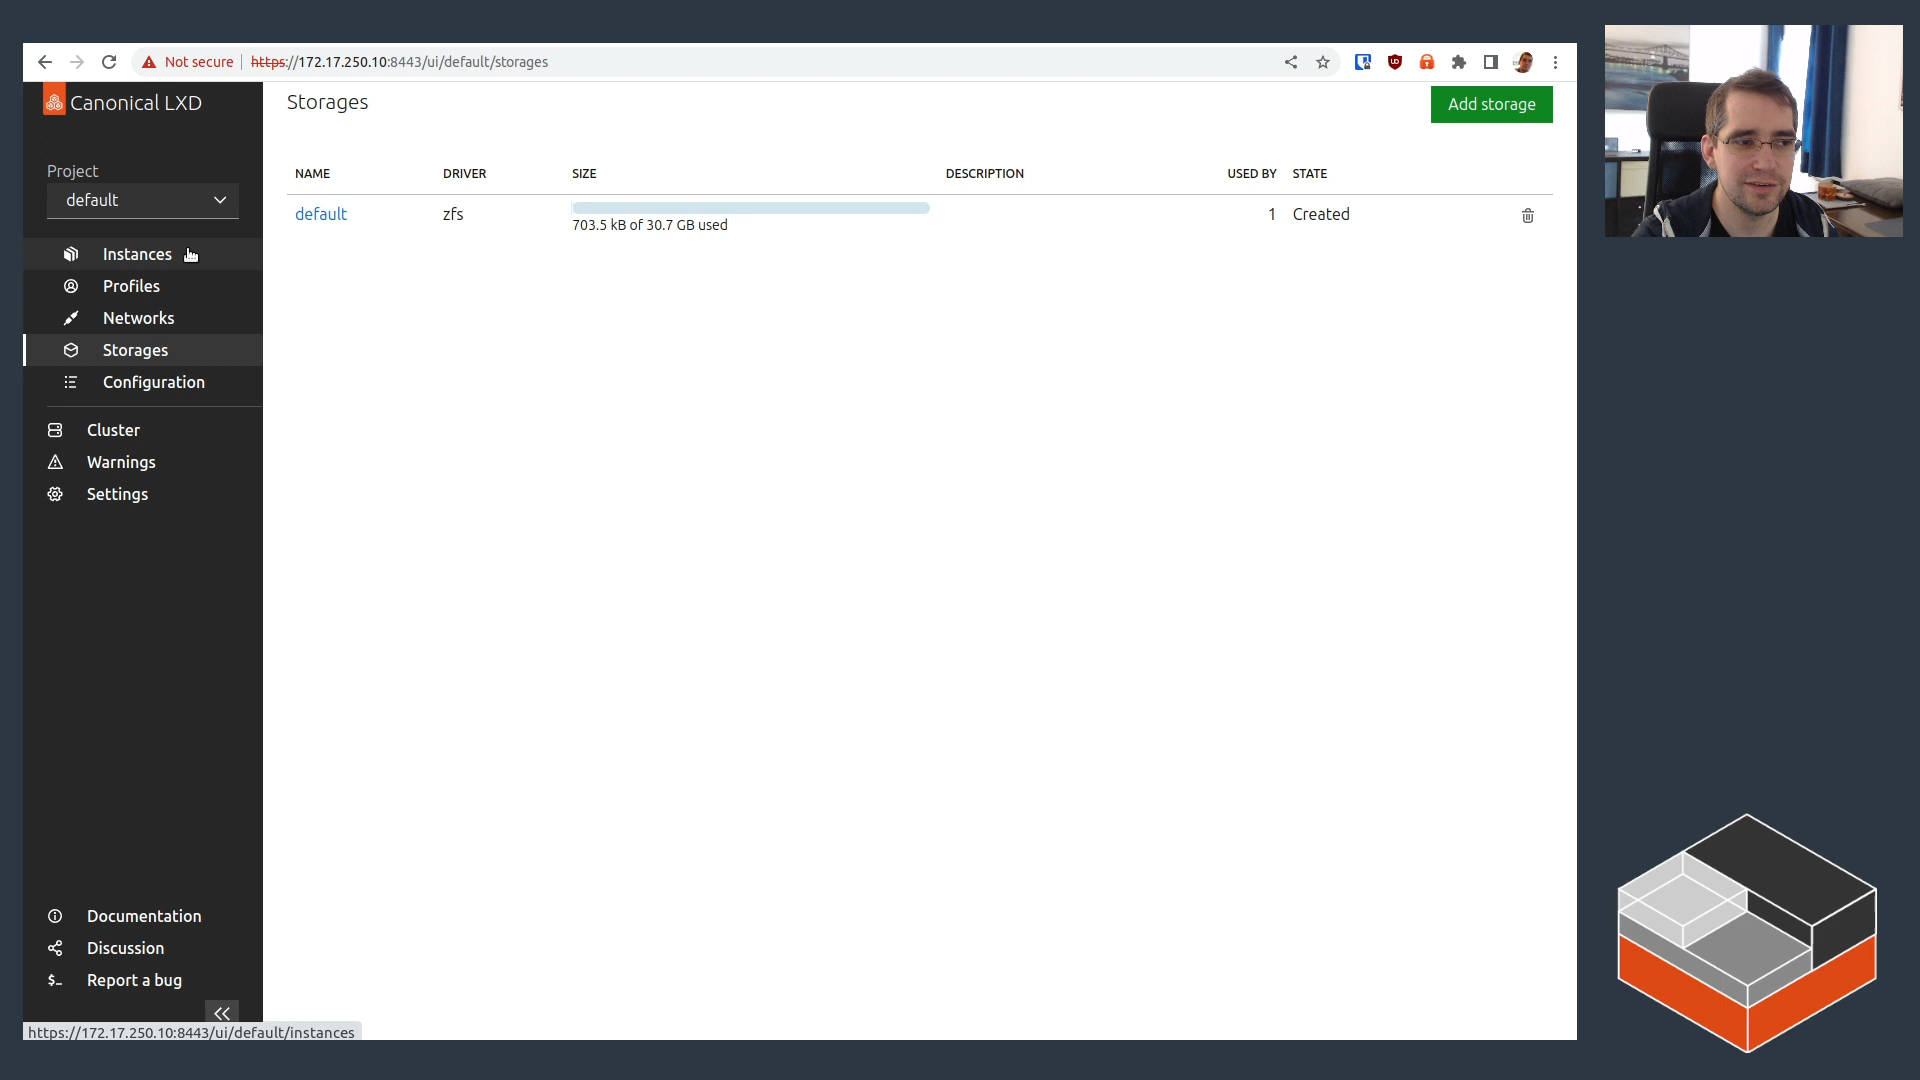 Not secure
https://172.17.250.10:8443/ui/default/storages
Canonical LXD
Storages
Add storage
Project
default
NAME
DRIVER
SIZE
DESCRIPTION
USED BY
STATE
default
zfs
703.5 kB of 30.7 GB used
1
Created
Instances
Profiles
Networks
Storages
Configuration
Cluster
Warnings
Settings
Documentation
Discussion
Report a bug
https://172.17.250.10:8443/ui/default/instances